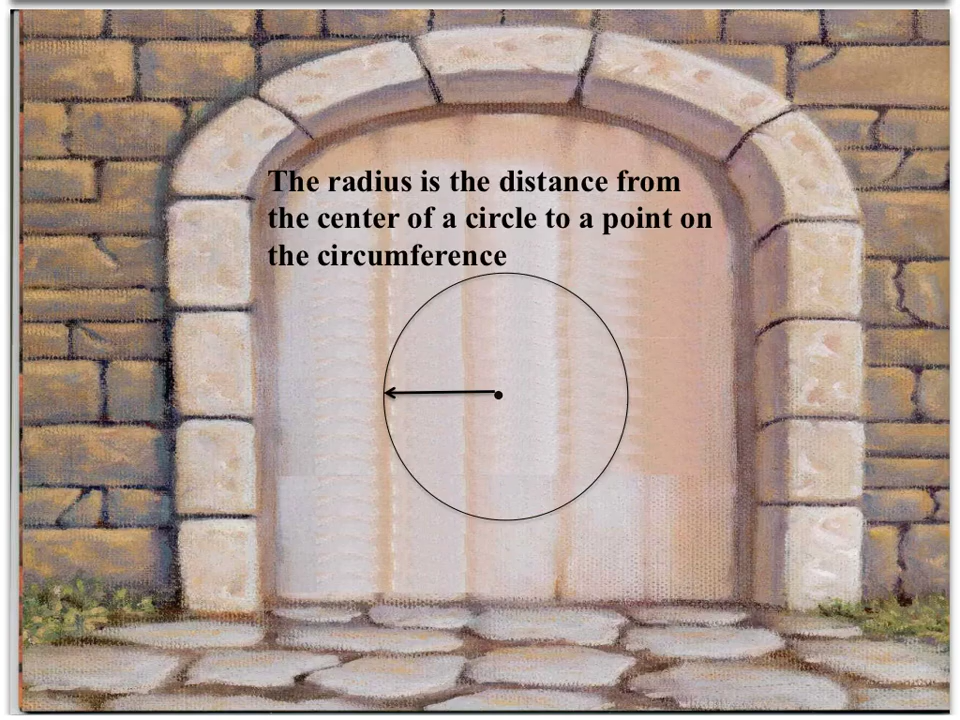 The radius is the distance from
the center of a circle to a point on
the circumference